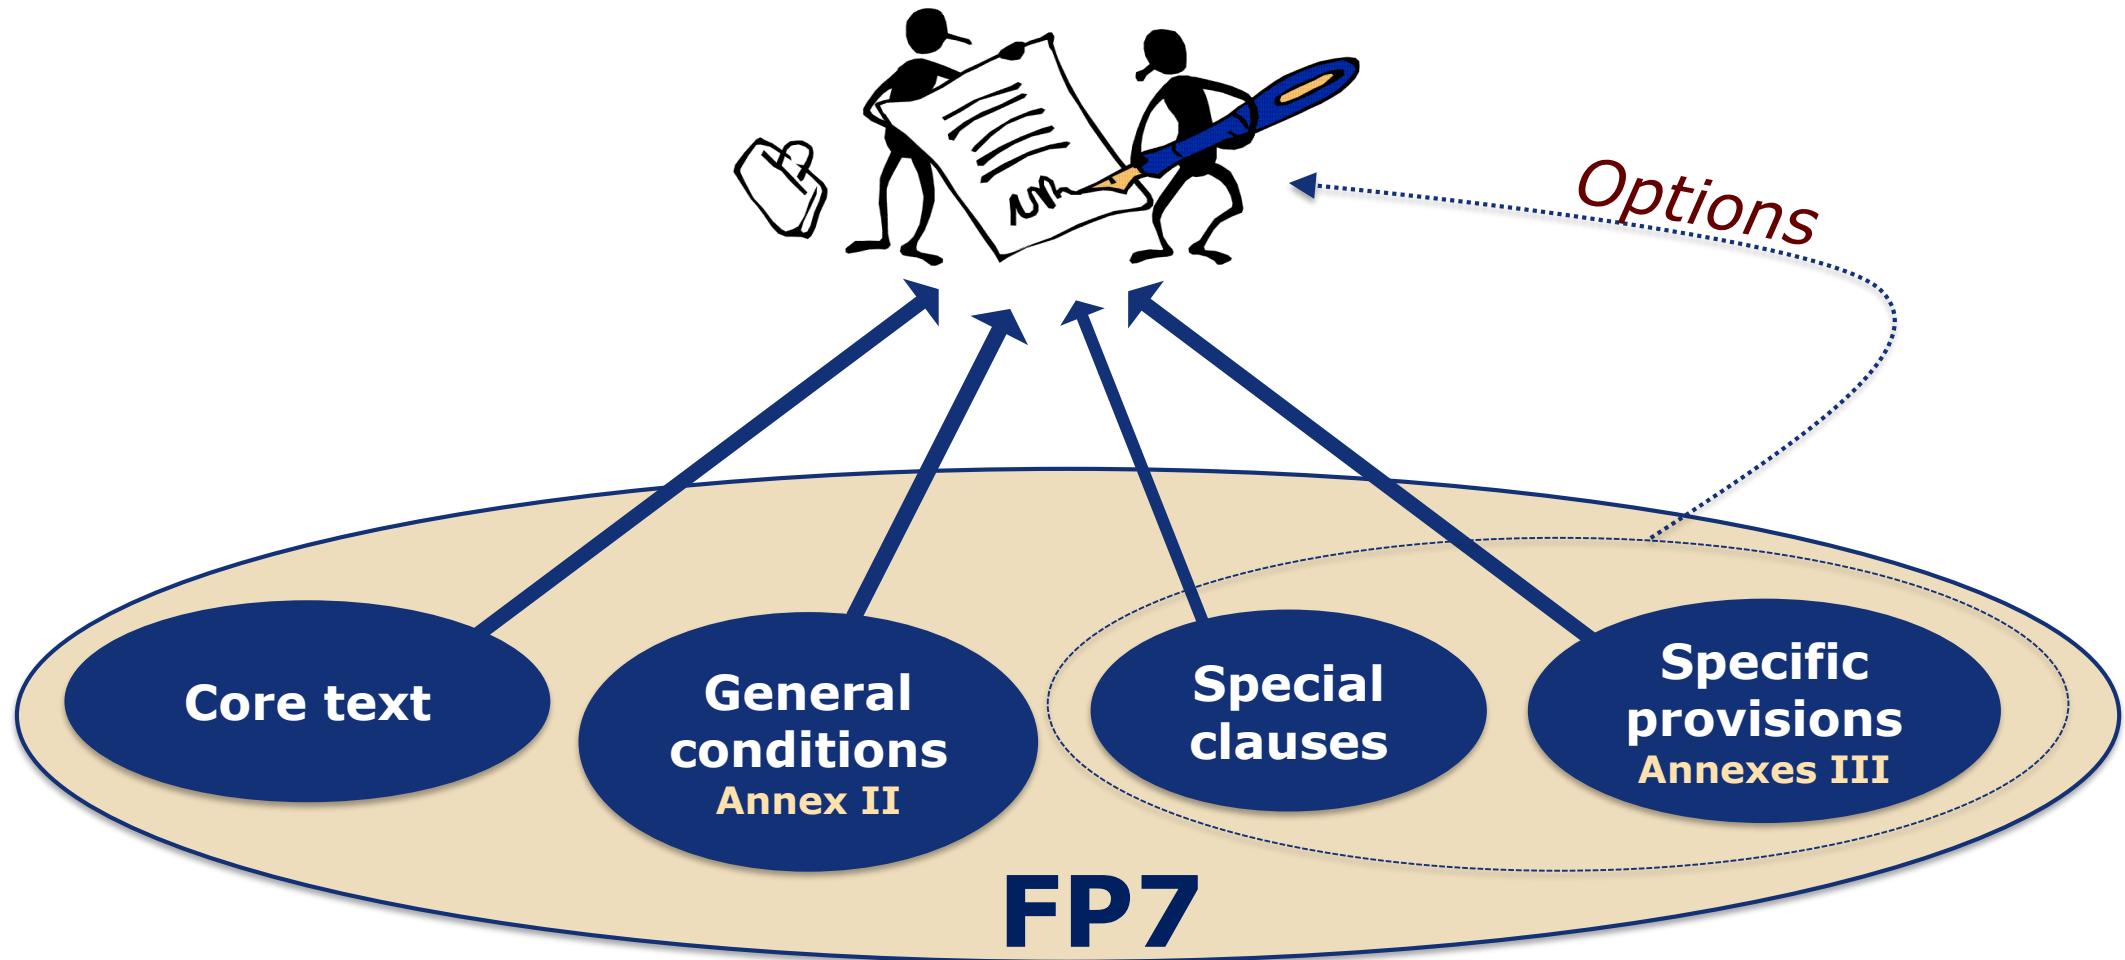 Options
Core text
General
conditions
Annex II
Special
clauses
Specific
provisions
Annexes III
FP7